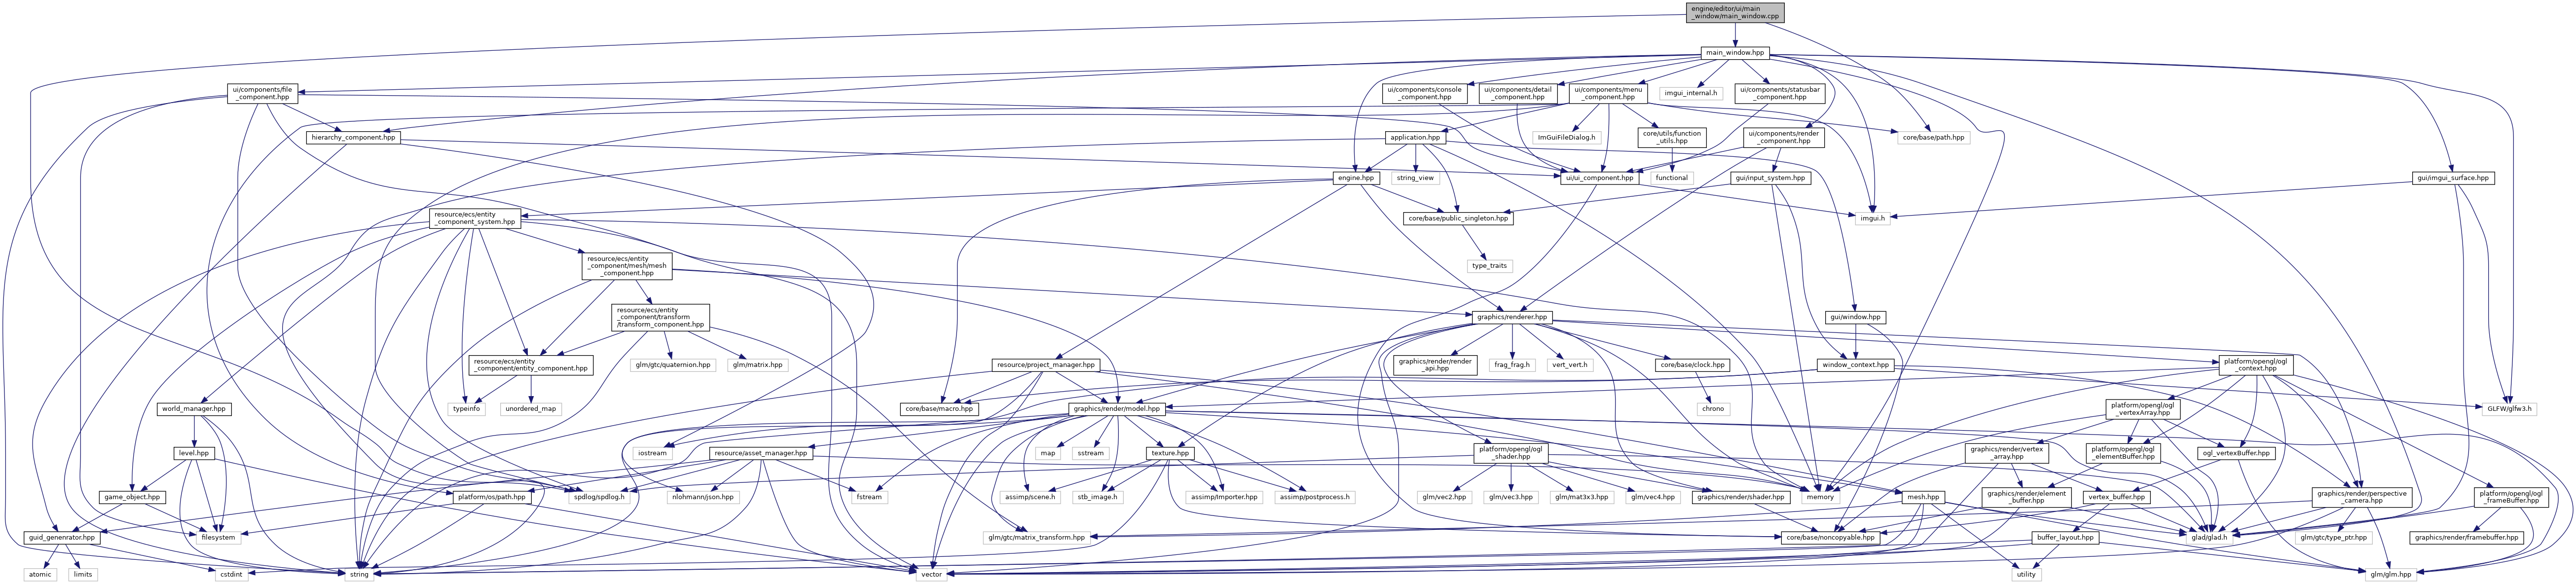 engine/editor/ui/main
_window/main_window.cpp
main_window.hpp
ui/components/file
_component.hpp
ui/components/console
_component.hpp
ui/components/detail
_component.hpp
ui/components/menu
_component.hpp
imgui_internal.h
ui/components/statusbar
_component.hpp
hierarchy_component.hpp
application.hpp
ImGuiFileDialog.h
core/utils/function
_utils.hpp
ui/components/render
_component.hpp
core/base/path.hpp
engine.hpp
string_view
ui/ui_component.hpp
functional
gui/input_system.hpp
gui/imgui_surface.hpp
resource/ecs/entity
_component_system.hpp
core/base/public_singleton.hpp
imgui.h
resource/ecs/entity
_component/mesh/mesh
_component.hpp
type_traits
resource/ecs/entity
_component/transform
/transform_component.hpp
graphics/renderer.hpp
gui/window.hpp
resource/ecs/entity
_component/entity_component.hpp
glm/gtc/quaternion.hpp
glm/matrix.hpp
resource/project_manager.hpp
graphics/render/render
_api.hpp
frag_frag.h
vert_vert.h
core/base/clock.hpp
window_context.hpp
platform/opengl/ogl
_context.hpp
world_manager.hpp
typeinfo
unordered_map
core/base/macro.hpp
graphics/render/model.hpp
chrono
platform/opengl/ogl
_vertexArray.hpp
GLFW/glfw3.h
level.hpp
iostream
resource/asset_manager.hpp
map
sstream
texture.hpp
platform/opengl/ogl
_shader.hpp
graphics/render/vertex
_array.hpp
platform/opengl/ogl
_elementBuffer.hpp
ogl_vertexBuffer.hpp
game_object.hpp
platform/os/path.hpp
spdlog/spdlog.h
nlohmann/json.hpp
fstream
assimp/scene.h
stb_image.h
assimp/Importer.hpp
assimp/postprocess.h
glm/vec2.hpp
glm/vec3.hpp
glm/mat3x3.hpp
glm/vec4.hpp
graphics/render/shader.hpp
memory
mesh.hpp
graphics/render/element
_buffer.hpp
vertex_buffer.hpp
graphics/render/perspective
_camera.hpp
platform/opengl/ogl
_frameBuffer.hpp
guid_genenrator.hpp
filesystem
glm/gtc/matrix_transform.hpp
core/base/noncopyable.hpp
buffer_layout.hpp
glad/glad.h
glm/gtc/type_ptr.hpp
graphics/render/framebuffer.hpp
atomic
limits
cstdint
string
vector
utility
glm/glm.hpp